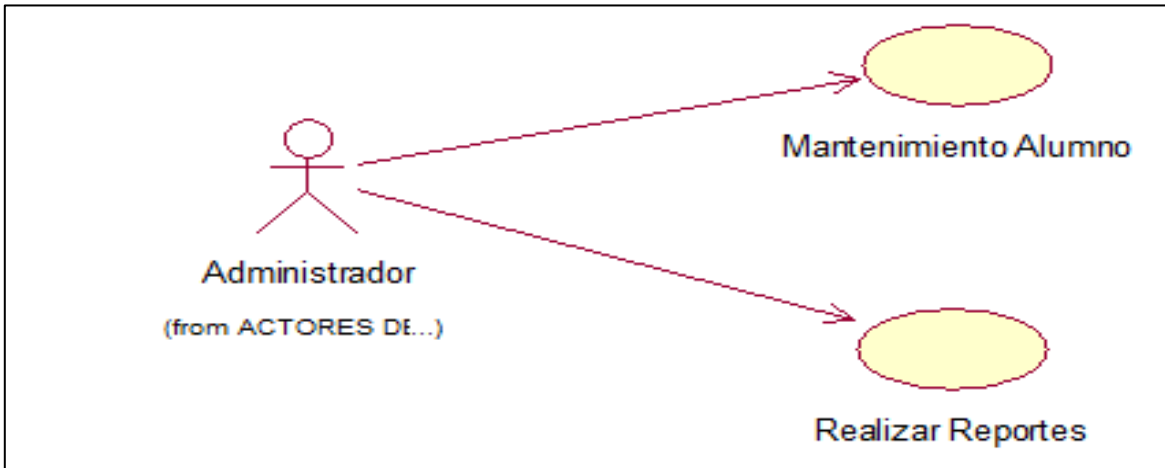 Mantenimiento Alumno
Administrador
(from ACTORES DE...)
Realizar Reportes